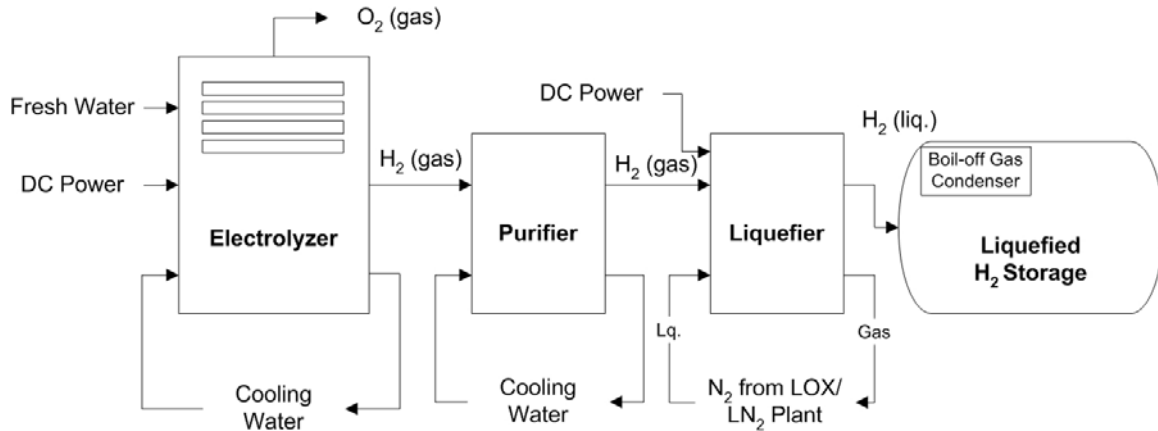 O₂ (gas)
Fresh Water
DC Power
Electrolyzer
Cooling
Water
H₂ (gas)
Purifier
Cooling
Water
H₂ (gas)
DC Power
Liquefier
Lq.
Gas
N₂ from LOX/
LN₂ Plant
H₂ (liq.)
Boil-off Gas
Condenser
Liquefied
H₂ Storage